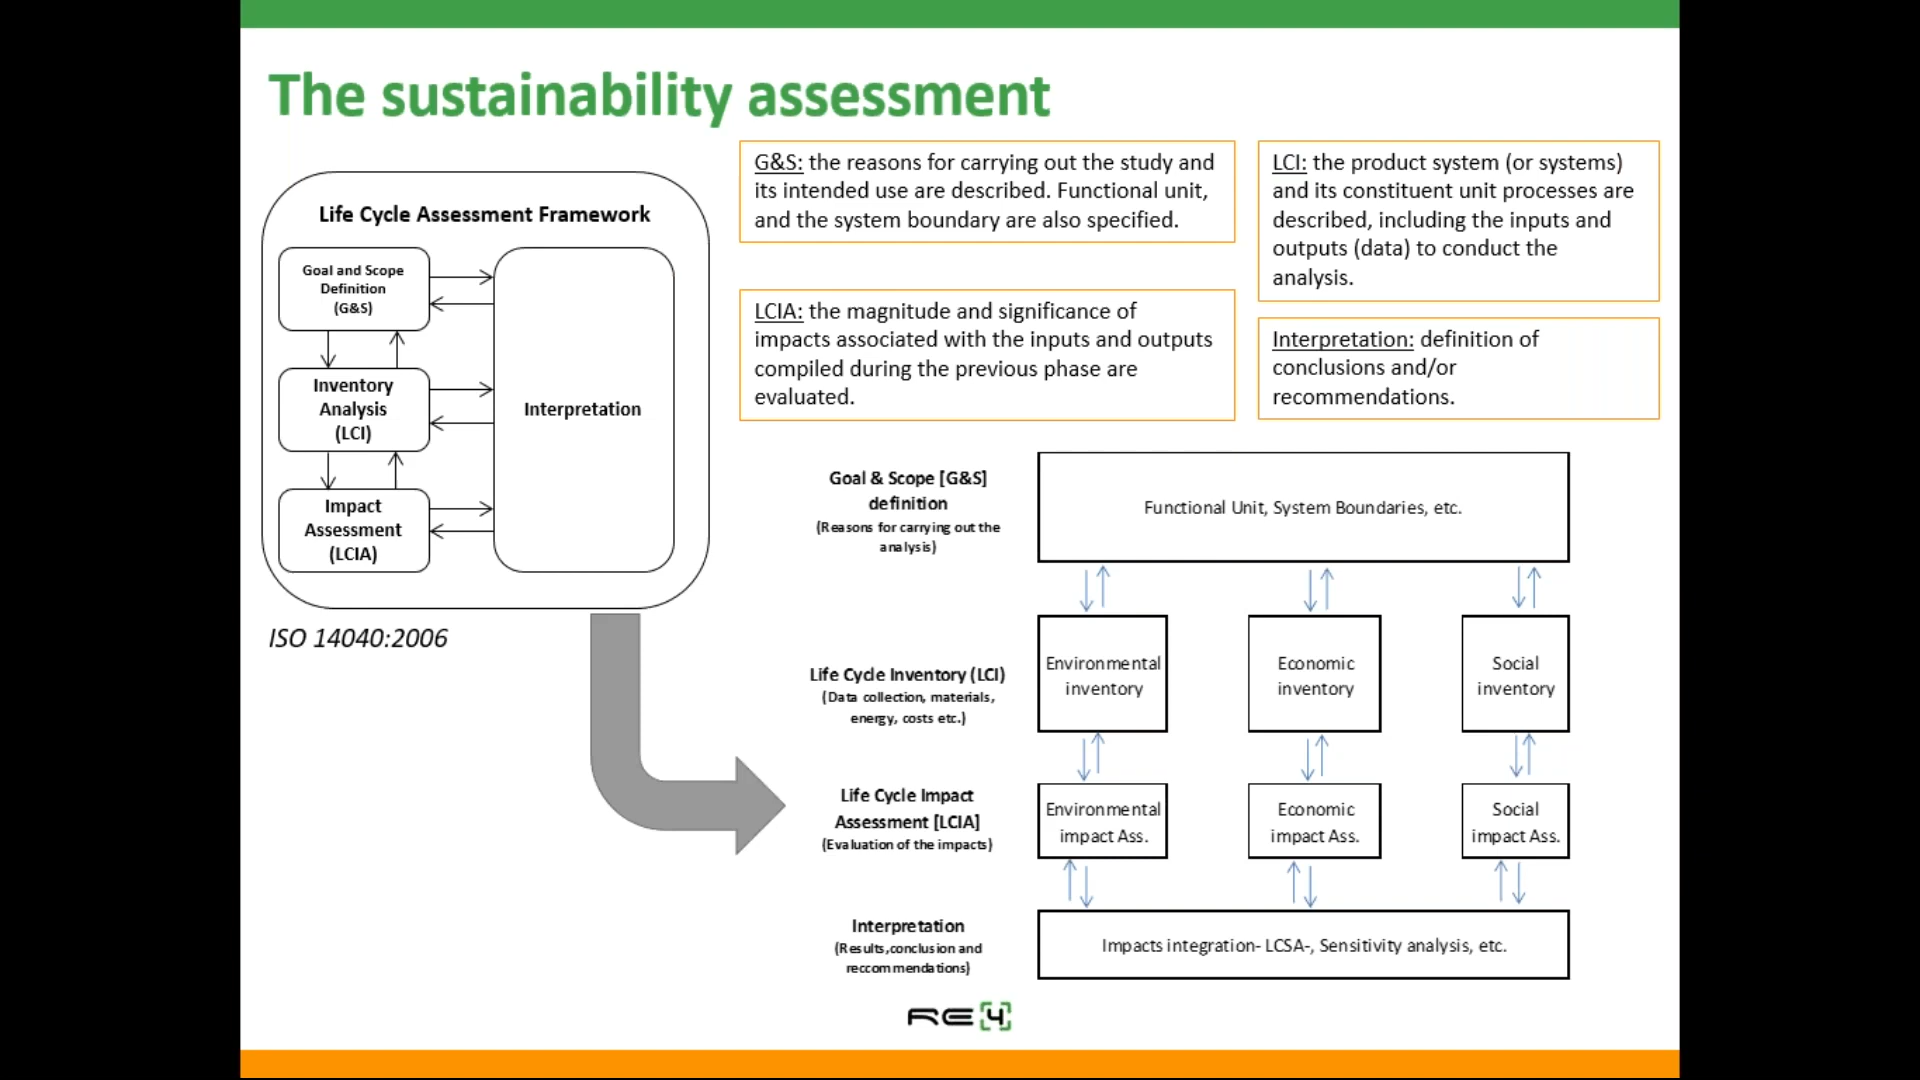 The sustainability assessment
Life Cycle Assessment Framework
Goal and Scope
Definition
(G&S)
Inventory
Analysis
(LCI)
Impact
Assessment
(LCIA)
Interpretation
ISO 14040:2006
G&S: the reasons for carrying out the study and
its intended use are described. Functional unit,
and the system boundary are also specified.
LCI: the product system (or systems)
and its constituent unit processes are
described, including the inputs and
outputs (data) to conduct the
analysis.
LCIA: the magnitude and significance of
impacts associated with the inputs and outputs
compiled during the previous phase are
evaluated.
Interpretation: definition of
conclusions and/or
recommendations.
Goal & Scope [G&S]
definition
(Reasons for carrying out the
analysis)
Functional Unit, System Boundaries, etc.
Life Cycle Inventory (LCI)
(Data collection, materials,
energy, costs etc.)
Environmental
inventory
Economic
inventory
Social
inventory
Life Cycle Impact
Assessment [LCIA]
(Evaluation of the impacts)
Environmental
impact Ass.
Economic
impact Ass.
Social
impact Ass.
Interpretation
(Results,conclusion and
reccommendations)
Impacts integration- LCSA-, Sensitivity analysis, etc.
RE4